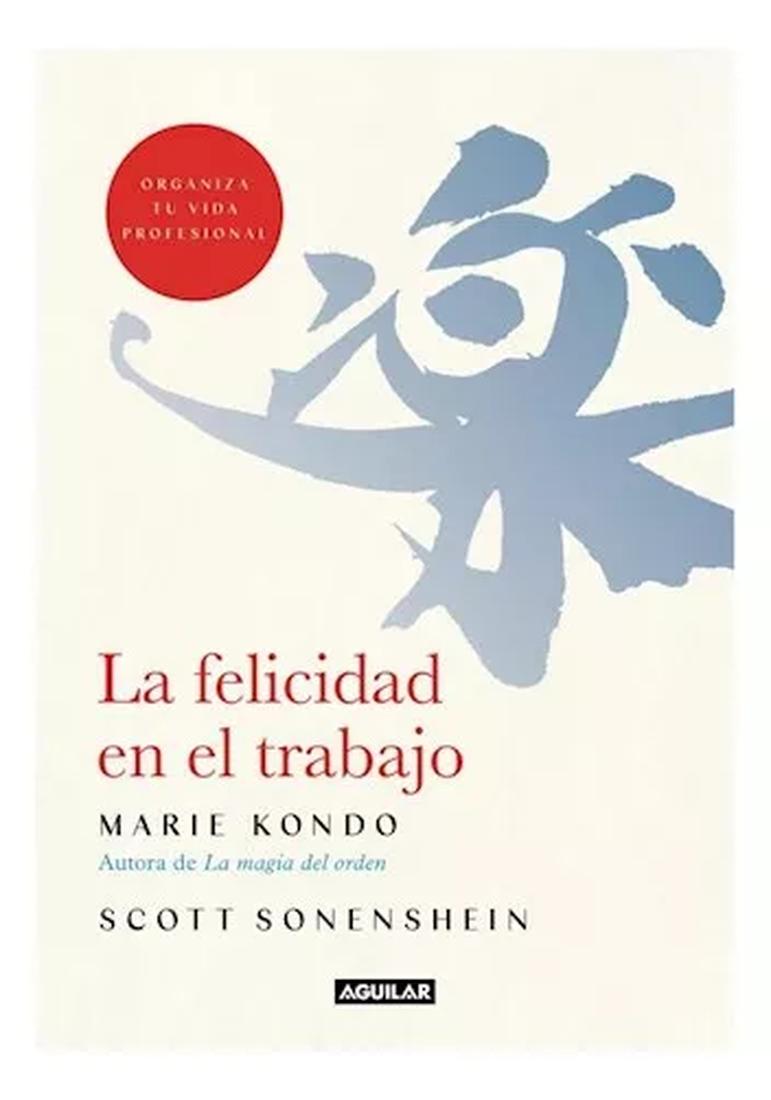 ORGANIZA
TU VIDA
PROFESIONAL
楽
La felicidad
en el trabajo
MARIE KONDO
Autora de La magia del orden
SCOTT SONENSHEIN
AGUILAR